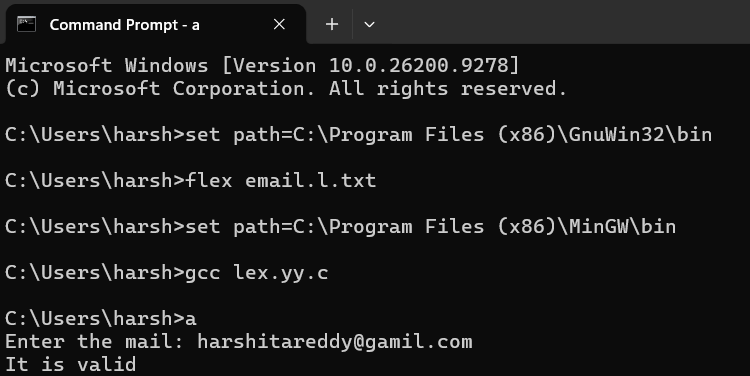 Command Prompt - a
Microsoft Windows [Version 10.0.26200.9278]
(c) Microsoft Corporation. All rights reserved.
C:\Users\harsh>set path=C:\Program Files (x86)\GnuWin32\bin
C:\Users\harsh>flex email.l.txt
C:\Users\harsh>set path=C:\Program Files (x86)\MinGW\bin
C:\Users\harsh>gcc lex.yy.c
C:\Users\harsh>a
Enter the mail: harshitareddy@gamil.com
It is valid